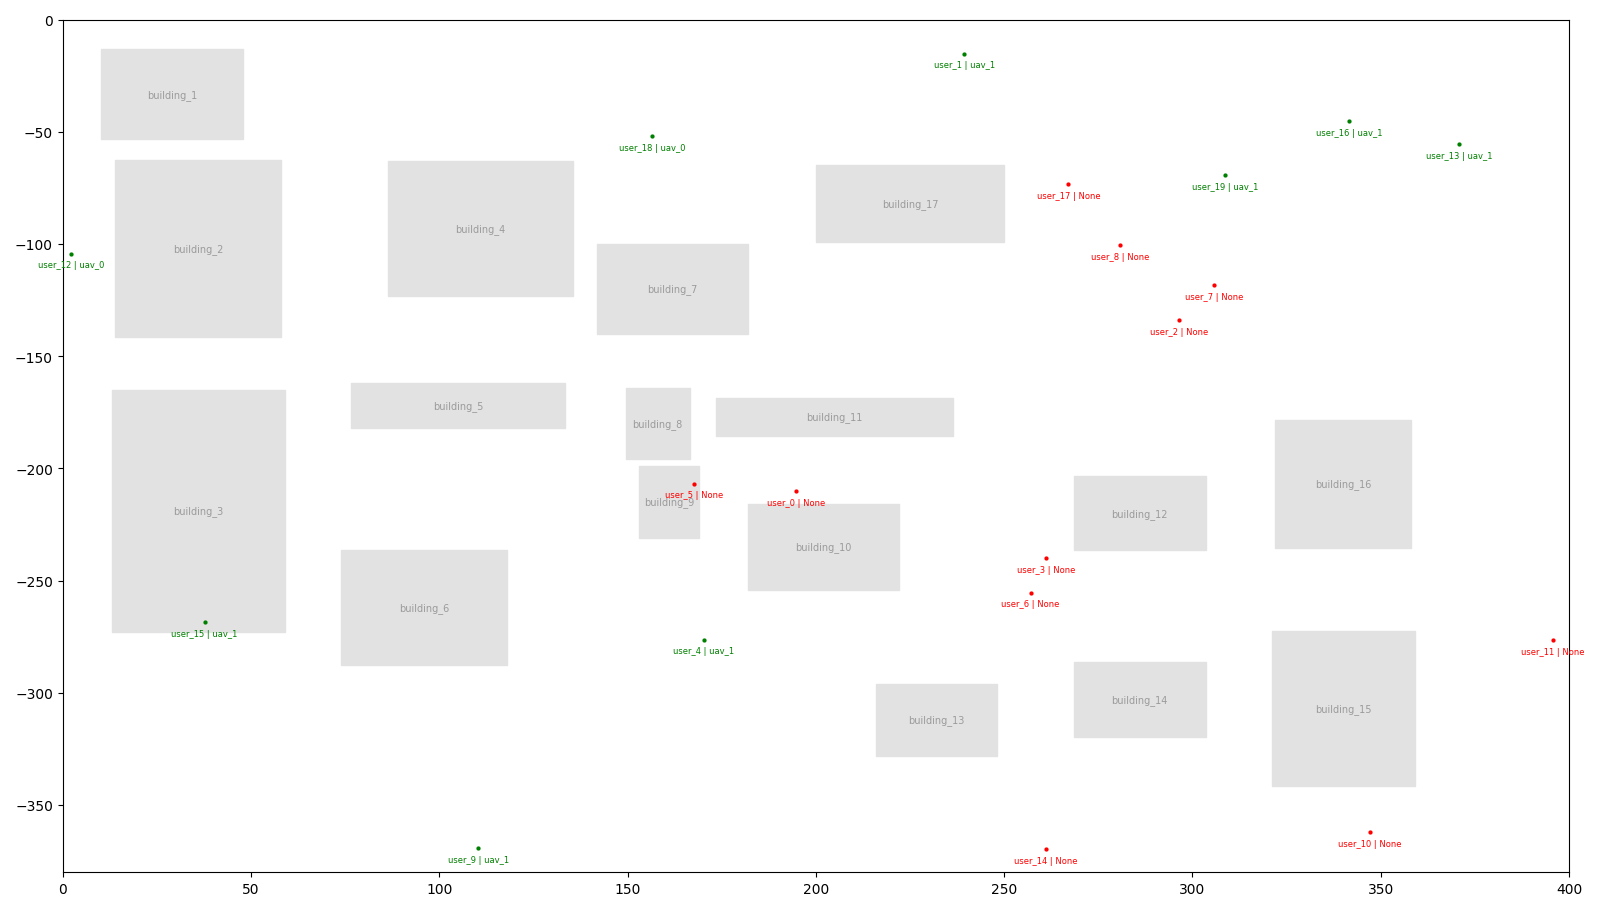 0
user_1 | uav_1
building_1
−50
user_16 | uav_1
user_18 | uav_0
user_13 | uav_1
user_19 | uav_1
user_17 | None
building_17
building_4
−100
building_2
user_8 | None
user_12 | uav_0
building_7
user_7 | None
user_2 | None
−150
building_5
building_11
building_8
−200
building_16
user_5 | None
building_9
user_0 | None
building_3
building_12
building_10
−250
user_3 | None
user_6 | None
building_6
user_15 | uav_1
user_4 | uav_1
user_11 | None
−300
building_14
building_15
building_13
−350
user_10 | None
user_9 | uav_1
user_14 | None
0 50 100 150 200 250 300 350 400